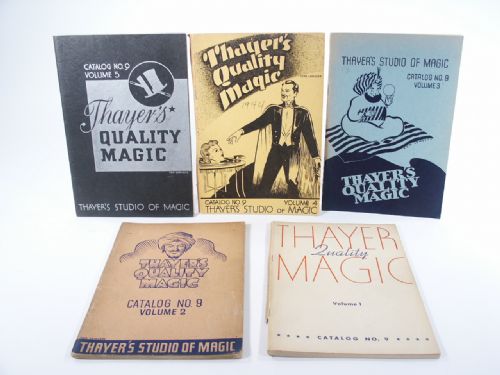 CATALOG NO. 9
VOLUME 5
Thayer's
QUALITY
MAGIC
THAYER'S STUDIO OF MAGIC
Thayer's
Quality
Magic
1944
CATALOG NO. 9 VOLUME 4
THAYER'S STUDIO OF MAGIC
THAYER'S STUDIO OF MAGIC
CATALOG NO. 9
VOLUME 3
THAYER'S
QUALITY
MAGIC
THAYER'S
QUALITY
MAGIC
CATALOG NO. 9
VOLUME 2
THAYER'S STUDIO OF MAGIC
THAYER
Quality
MAGIC
Volume 1
★ ★ ★ ★ CATALOG NO. 9 ★ ★ ★ ★